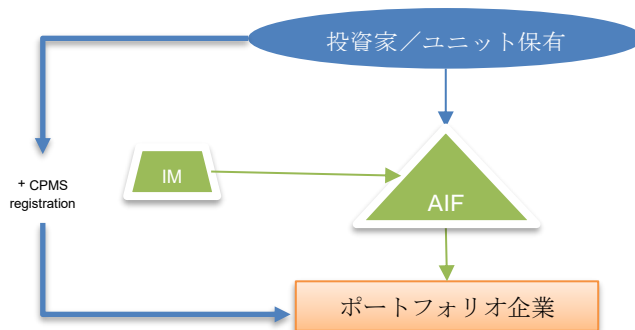 投資家／ユニット保有
+ CPMS
registration
IM
AIF
ポートフォリオ企業